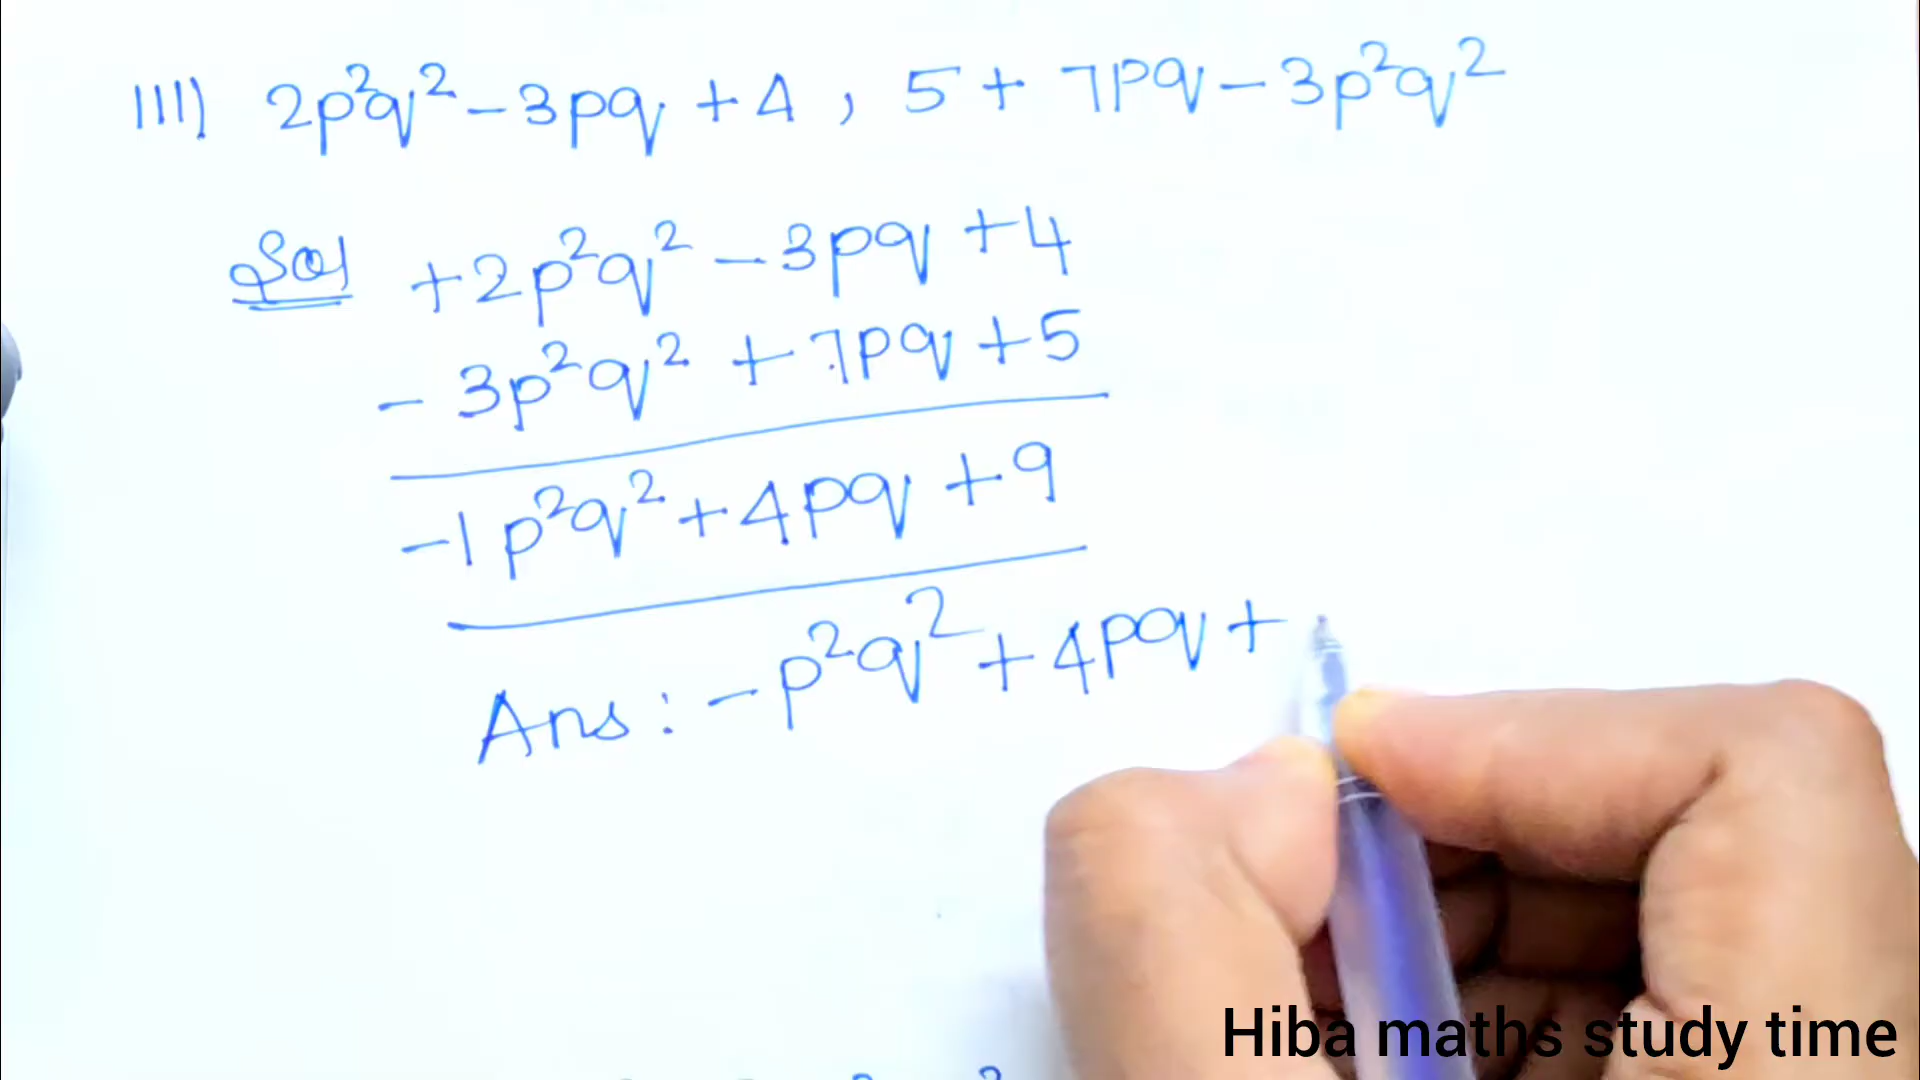 III) 2p²q² - 3pq + 4 , 5 + 7pq - 3p²q²
Sol +2p²q² - 3pq + 4
- 3p²q² + 7pq + 5
-1p²q² + 4pq + 9
Ans : - p²q² + 4pq +
Hiba maths study time